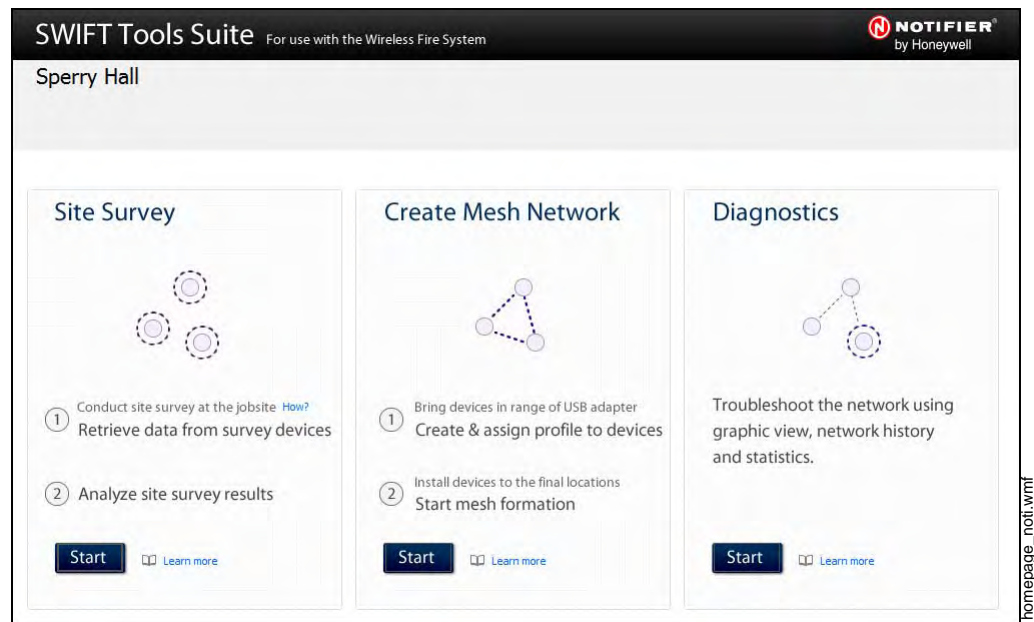 SWIFT Tools Suite For use with the Wireless Fire System
N NOTIFIER®
by Honeywell
Sperry Hall
Site Survey
1 Conduct site survey at the jobsite How?
Retrieve data from survey devices
2 Analyze site survey results
Start Learn more
Create Mesh Network
1 Bring devices in range of USB adapter
Create & assign profile to devices
2 Install devices to the final locations
Start mesh formation
Start Learn more
Diagnostics
Troubleshoot the network using
graphic view, network history
and statistics.
Start Learn more
homepage_noti.wmf